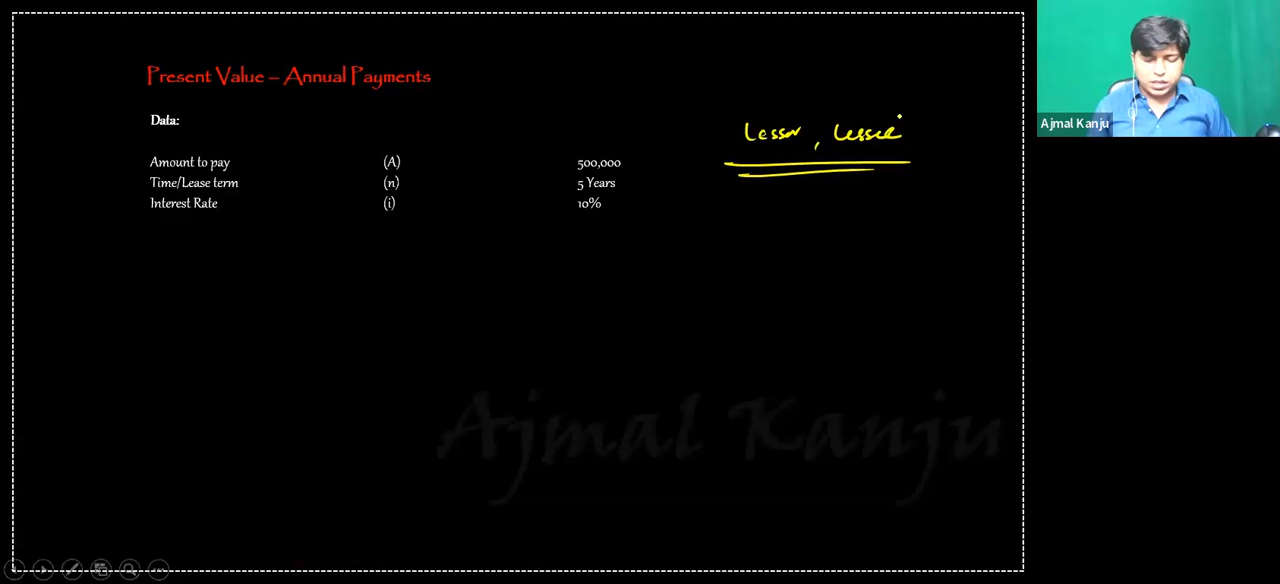 Present Value – Annual Payments
Data:
Lessor, Lessee
Amount to pay (A) 500,000
Time/Lease term (n) 5 Years
Interest Rate (i) 10%
Ajmal Kanju
Ajmal Kanju